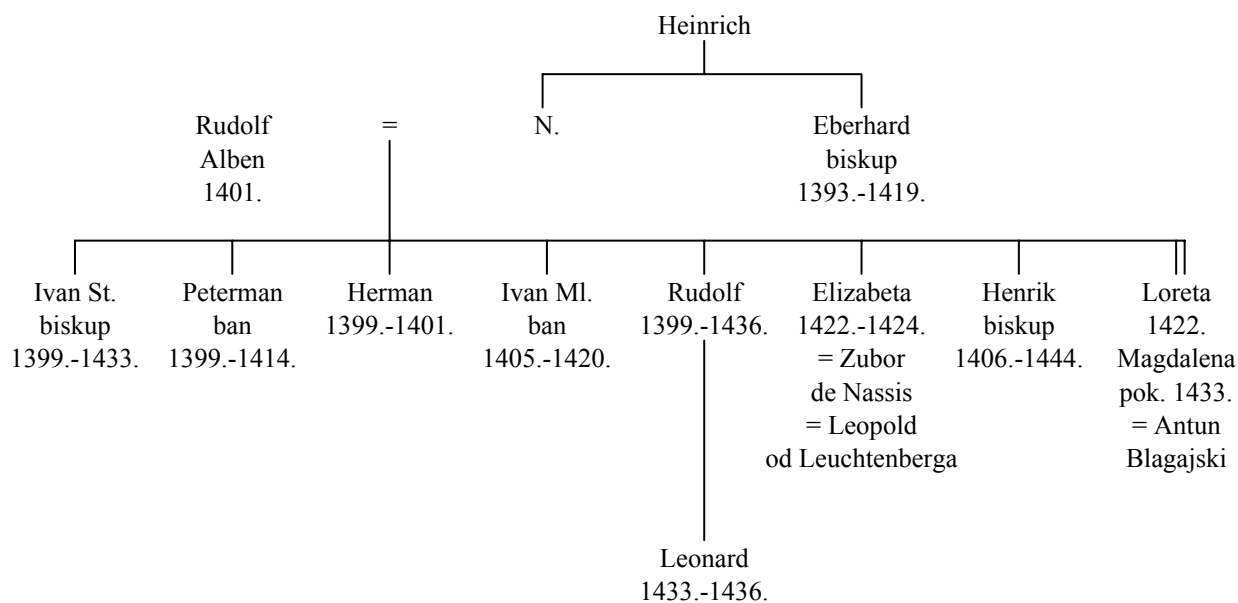 Heinrich
Rudolf
Alben
1401.
=
N.
Eberhard
biskup
1393.-1419.
Ivan St.
biskup
1399.-1433.
Peterman
ban
1399.-1414.
Herman
1399.-1401.
Ivan Ml.
ban
1405.-1420.
Rudolf
1399.-1436.
Elizabeta
1422.-1424.
= Zubor
de Nassis
= Leopold
od Leuchtenberga
Henrik
biskup
1406.-1444.
Loreta
1422.
Magdalena
pok. 1433.
= Antun
Blagajski
Leonard
1433.-1436.